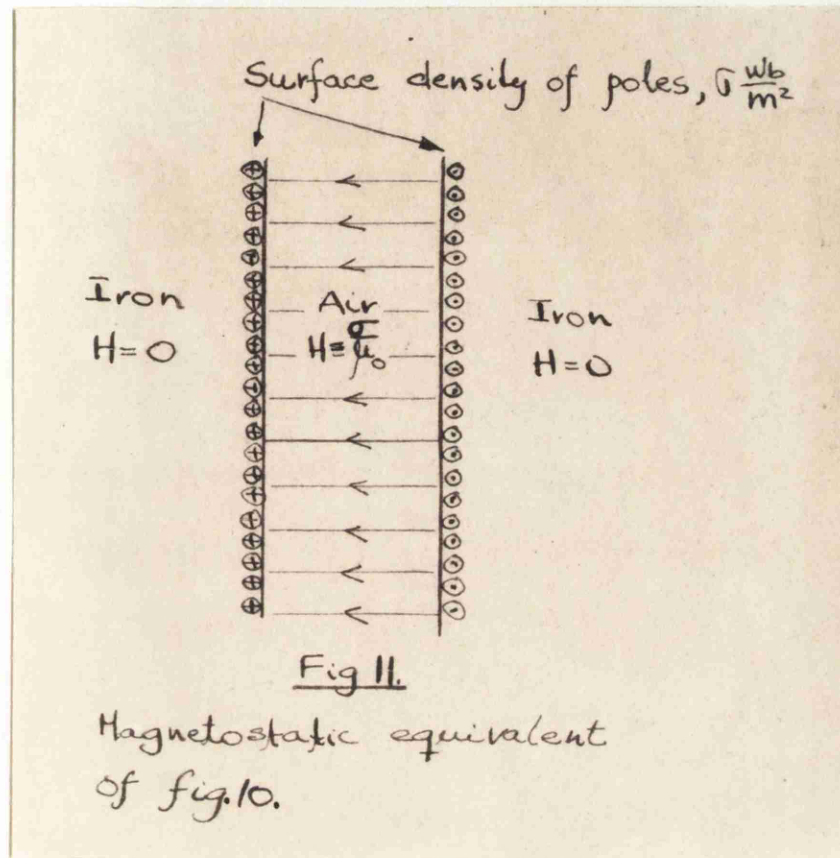 Surface density of poles, σ Wb/m²
Iron
H=0
Air
H=σ/μ₀
Iron
H=0
Fig 11.
Magnetostatic equivalent
of fig.10.